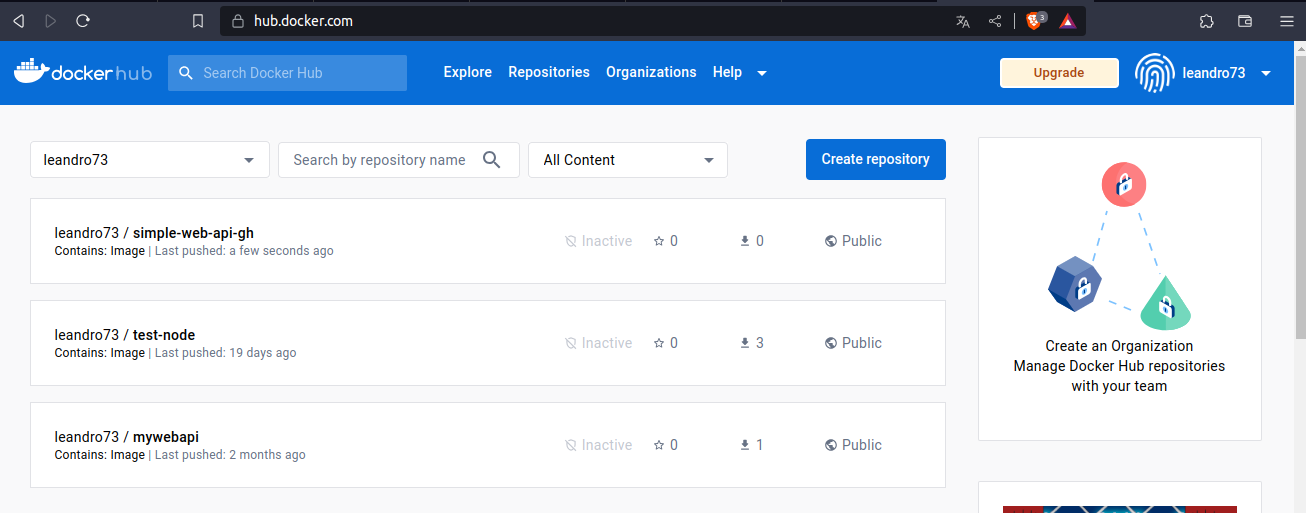 hub.docker.com
3
dockerhub
Search Docker Hub
Explore
Repositories
Organizations
Help
Upgrade
leandro73
leandro73
Search by repository name
All Content
Create repository
leandro73 / simple-web-api-gh
Contains: Image | Last pushed: a few seconds ago
Inactive
0
0
Public
leandro73 / test-node
Contains: Image | Last pushed: 19 days ago
Inactive
0
3
Public
leandro73 / mywebapi
Contains: Image | Last pushed: 2 months ago
Inactive
0
1
Public
Create an Organization
Manage Docker Hub repositories
with your team